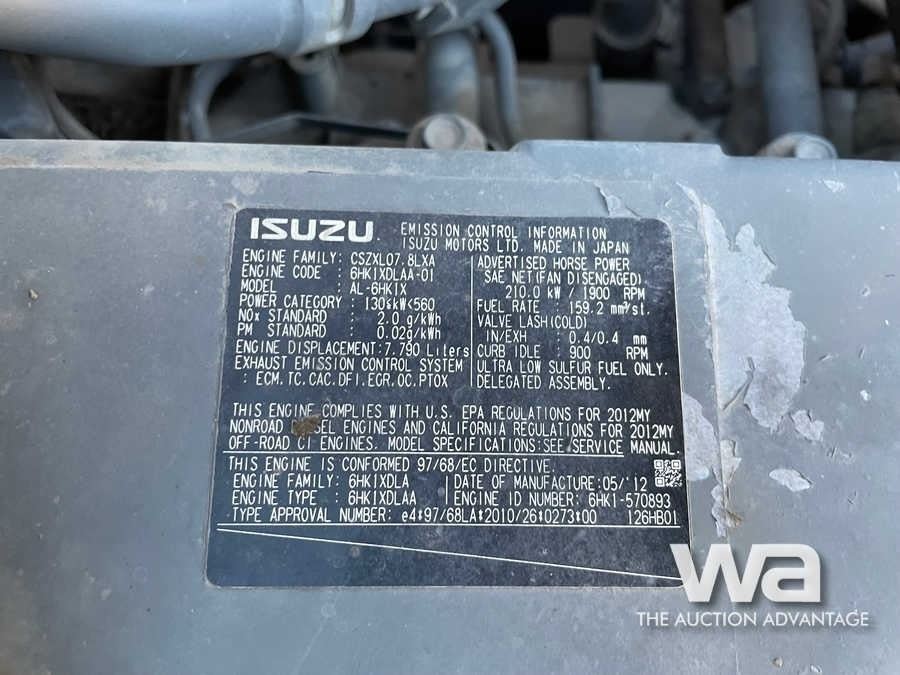 ISUZU. EMISSION CONTROL INFORMATION
ISUZU MOTORS LTD. MADE IN JAPAN
ENGINE FAMILY: CSZXL07.8LXA
ENGINE CODE : 6HK1XDLAA-01
MODEL : AL-6HK1X
POWER CATEGORY : 130≤kW≤560
NOx STANDARD : 2.0 g/kWh
PM STANDARD : 0.02g/kWh
ENGINE DISPLACEMENT:7.790 Liters
EXHAUST EMISSION CONTROL SYSTEM
: ECM.TC.CAC.DFI.EGR.OC.PTOX
ADVERTISED HORSE POWER
SAE NET(FAN DISENGAGED)
210.0 kW / 1900 RPM
FUEL RATE : 159.2 mm³/st.
VALVE LASH(COLD)
IN/EXH : 0.4/0.4 mm
CURB IDLE : 900 RPM
ULTRA LOW SULFUR FUEL ONLY.
DELEGATED ASSEMBLY.
THIS ENGINE COMPLIES WITH U.S. EPA REGULATIONS FOR 2012MY
NONROAD ESEL ENGINES AND CALIFORNIA REGULATIONS FOR 2012MY
OFF-ROAD CI ENGINES. MODEL SPECIFICATIONS:SEE SERVICE MANUAL.
THIS ENGINE IS CONFORMED 97/68/EC DIRECTIVE.
ENGINE FAMILY : 6HK1XDLA DATE OF MANUFACTURE:05/'12
ENGINE TYPE : 6HK1XDLAA ENGINE ID NUMBER: 6HK1-570893
TYPE APPROVAL NUMBER: e4*97/68LA*2010/26*0273*00 126HB01
wa
THE AUCTION ADVANTAGE